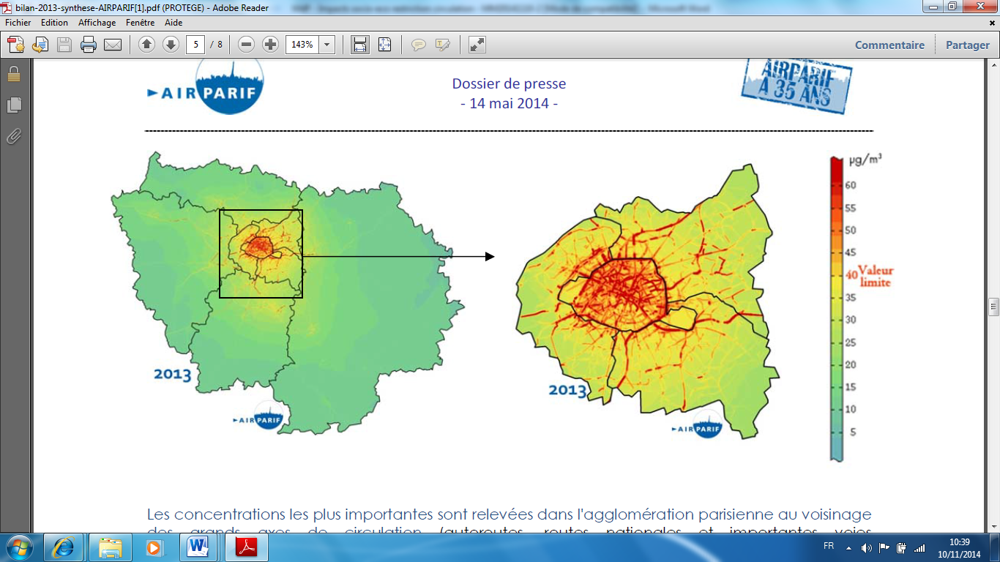 bilan-2013-synthese-AIRPARIF[1].pdf (PROTEGE) - Adobe Reader
Fichier Edition Affichage Fenêtre Aide
5 / 8 143% Commentaire Partager
AIRPARIF
Dossier de presse
- 14 mai 2014 -
AIRPARIF
A 35 ANS
µg/m³
60
55
50
45
40 Valeur limite
35
30
25
20
15
10
5
2013
AIRPARIF
2013
AIRPARIF
Les concentrations les plus importantes sont relevées dans l'agglomération parisienne au voisinage
des grands axes de circulation (autoroutes, routes nationales et importantes voies
FR
10:39
10/11/2014